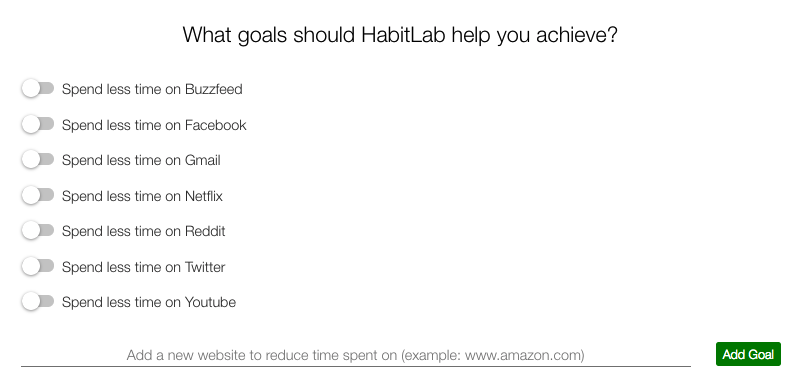 What goals should HabitLab help you achieve?
Spend less time on Buzzfeed
Spend less time on Facebook
Spend less time on Gmail
Spend less time on Netflix
Spend less time on Reddit
Spend less time on Twitter
Spend less time on Youtube
Add a new website to reduce time spent on (example: www.amazon.com)
Add Goal